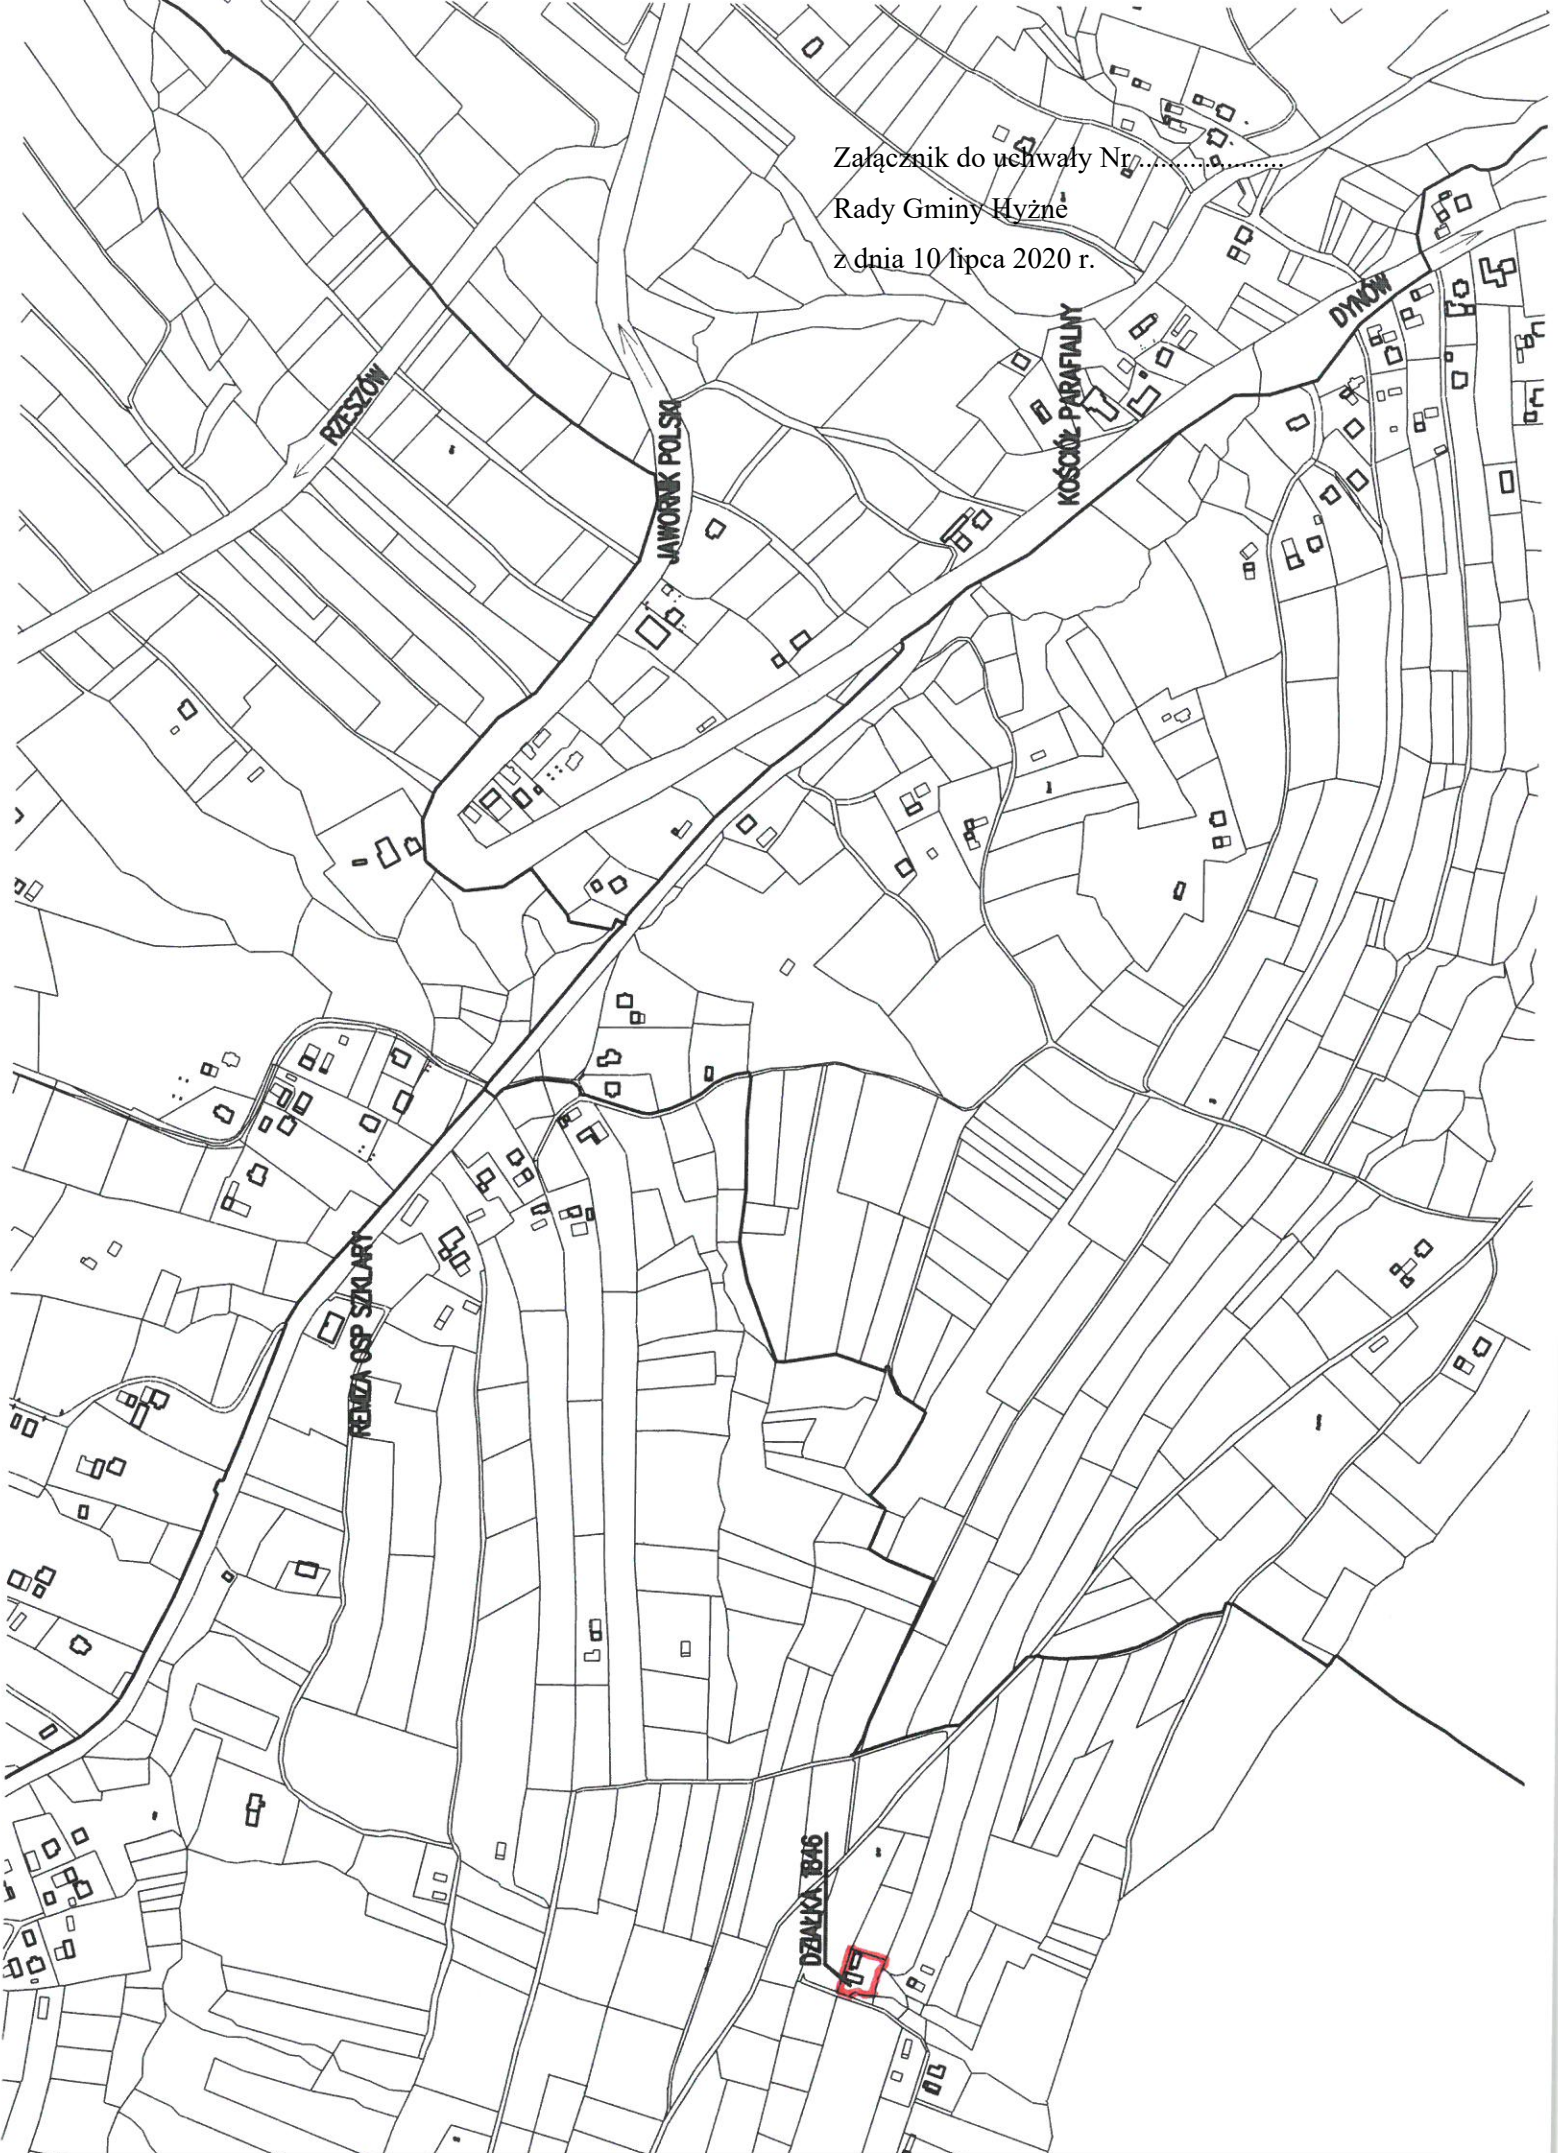 Załącznik do uchwały Nr ....................
Rady Gminy Hyżne
z dnia 10 lipca 2020 r.
DYNÓW
KOŚCIÓŁ PARAFIALNY
RZESZÓW
JAWORNIK POLSKI
REMIZA OSP SZKLARY
DZIAŁKA 1846